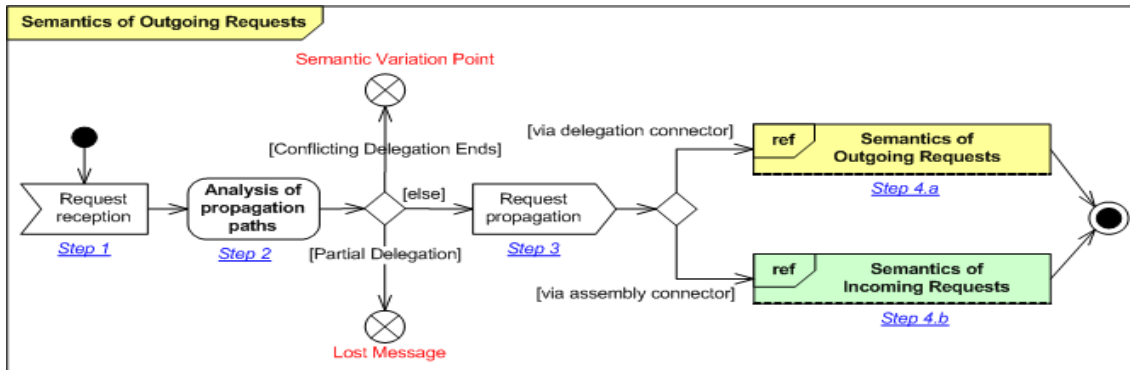 Semantics of Outgoing Requests
Semantic Variation Point
[via delegation connector]
ref
Semantics of
Outgoing Requests
Step 4.a
[Conflicting Delegation Ends]
Request
reception
Step 1
Analysis of
propagation
paths
Step 2
[else]
Request
propagation
Step 3
[Partial Delegation]
[via assembly connector]
ref
Semantics of
Incoming Requests
Step 4.b
Lost Message